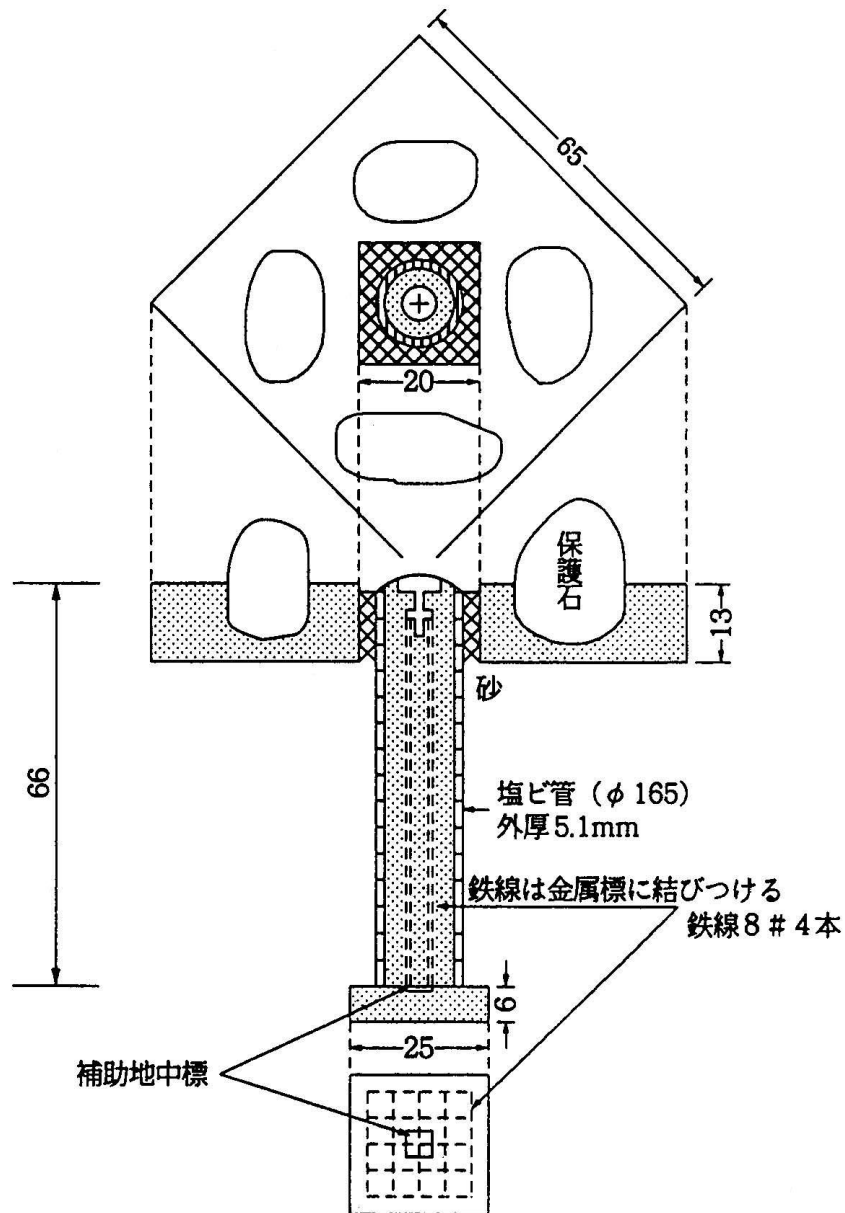 65
20
保護石
13
砂
66
塩ビ管（φ165）
外厚5.1mm
鉄線は金属標に結びつける
鉄線8＃4本
6
25
補助地中標